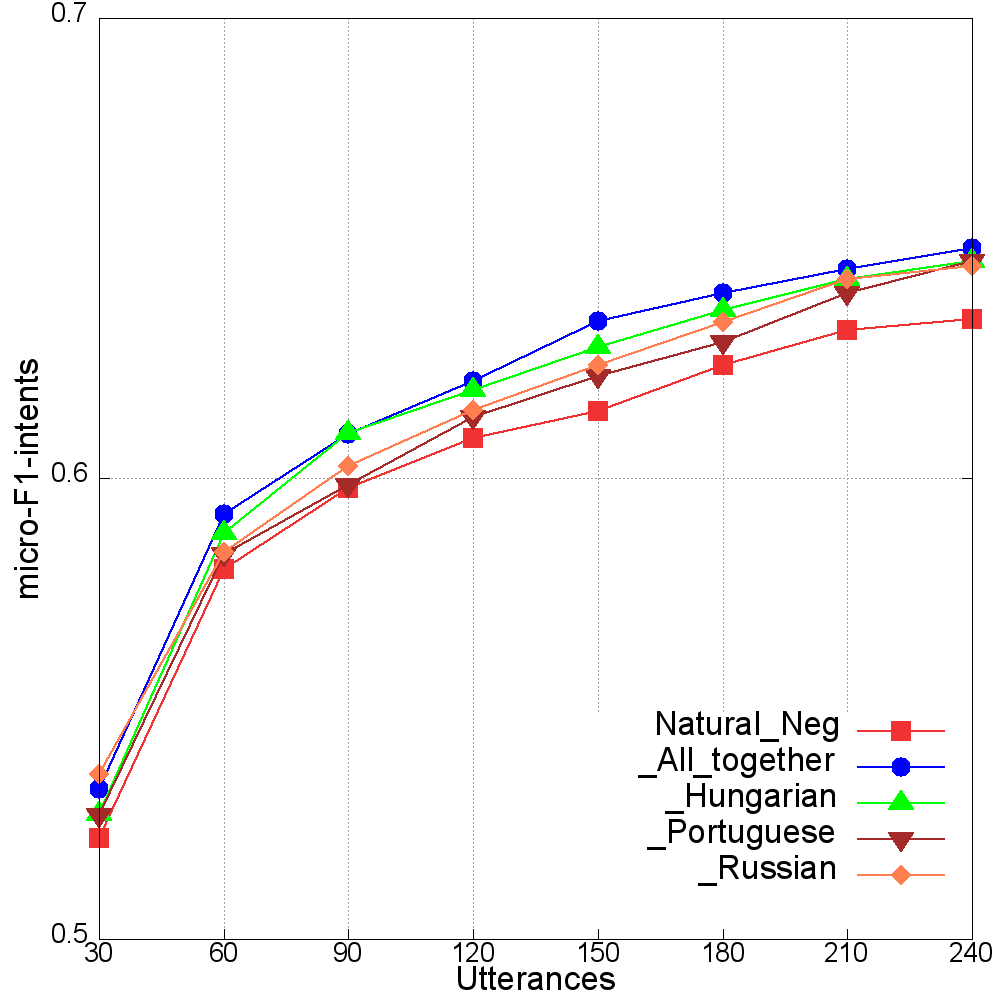 0.7
0.6
0.5
micro-F1-intents
Natural_Neg
_All_together
_Hungarian
_Portuguese
_Russian
30 60 90 120 150 180 210 240
Utterances